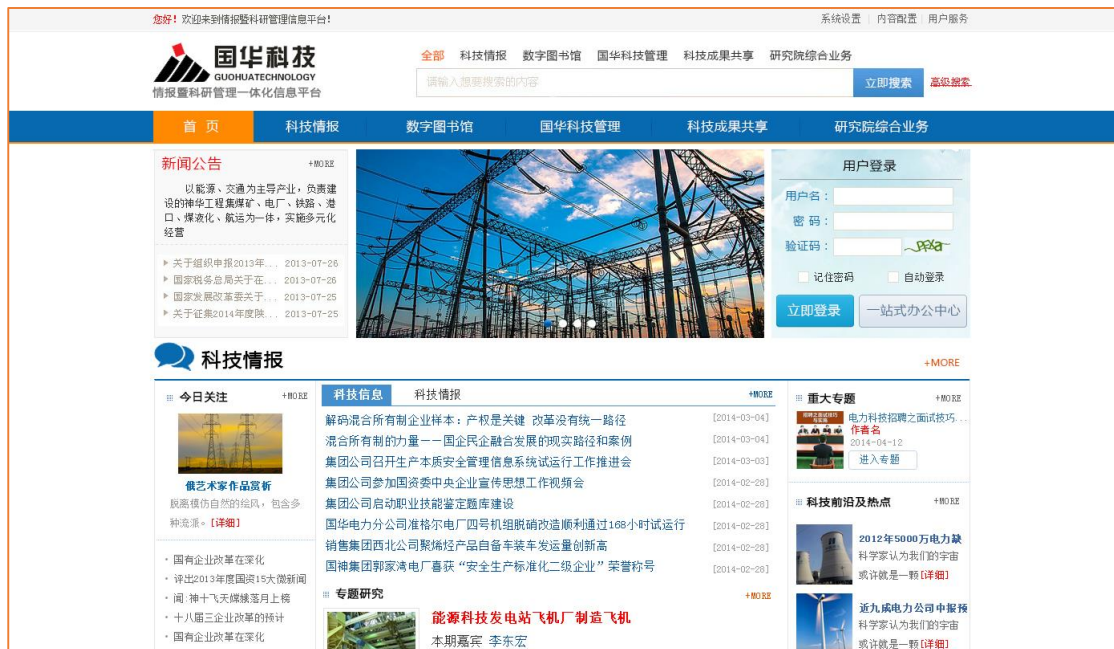 您好！欢迎来到情报暨科研管理信息平台！
系统设置 | 内容配置 | 用户服务
国华科技
GUOHUATECHNOLOGY
情报暨科研管理一体化信息平台
全部 科技情报 数字图书馆 国华科技管理 科技成果共享 研究院综合业务
请输入想要搜索的内容
立即搜索 高级搜索
首 页 科技情报 数字图书馆 国华科技管理 科技成果共享 研究院综合业务
新闻公告 +MORE
以能源、交通为主导产业，负责建
设的神华工程集煤矿、电厂、铁路、港
口、煤液化、航运为一体，实施多元化
经营
关于组织申报2013年... 2013-07-26
国家税务总局关于在... 2013-07-26
国家发展改革委关于... 2013-07-25
关于征集2014年度陕... 2013-07-25
用户登录
用户名：
密 码：
验证码：
记住密码 自动登录
立即登录 一站式办公中心
科技情报 +MORE
今日关注 +MORE
俄艺术家作品赏析
脱离模仿自然的绘风，包含多
种流派。[详细]
国有企业改革在深化
评出2013年度国资15大微新闻
闻:神十飞天嫦娥落月上榜
十八届三企业改革的预计
国有企业改革在深化
科技信息 科技情报 +MORE
解码混合所有制企业样本：产权是关键 改革没有统一路径 [2014-03-04]
混合所有制的力量——国企民企融合发展的现实路径和案例 [2014-03-04]
集团公司召开生产本质安全管理信息系统试运行工作推进会 [2014-03-03]
集团公司参加国资委中央企业宣传思想工作视频会 [2014-02-28]
集团公司启动职业技能鉴定题库建设 [2014-02-28]
国华电力分公司准格尔电厂四号机组脱硝改造顺利通过168小时试运行 [2014-02-28]
销售集团西北公司聚烯烃产品自备车装车发运量创新高 [2014-02-28]
国神集团郭家湾电厂喜获“安全生产标准化二级企业”荣誉称号 [2014-02-28]
专题研究 +MORE
能源科技发电站飞机厂制造飞机
本期嘉宾 李东宏
重大专题 +MORE
电力科技招聘之面试技巧...
作者名
2014-04-12
进入专题
科技前沿及热点 +MORE
2012年5000万电力缺
科学家认为我们的宇宙
或许就是一颗[详细]
近九成电力公司中报预
科学家认为我们的宇宙
或许就是一颗[详细]